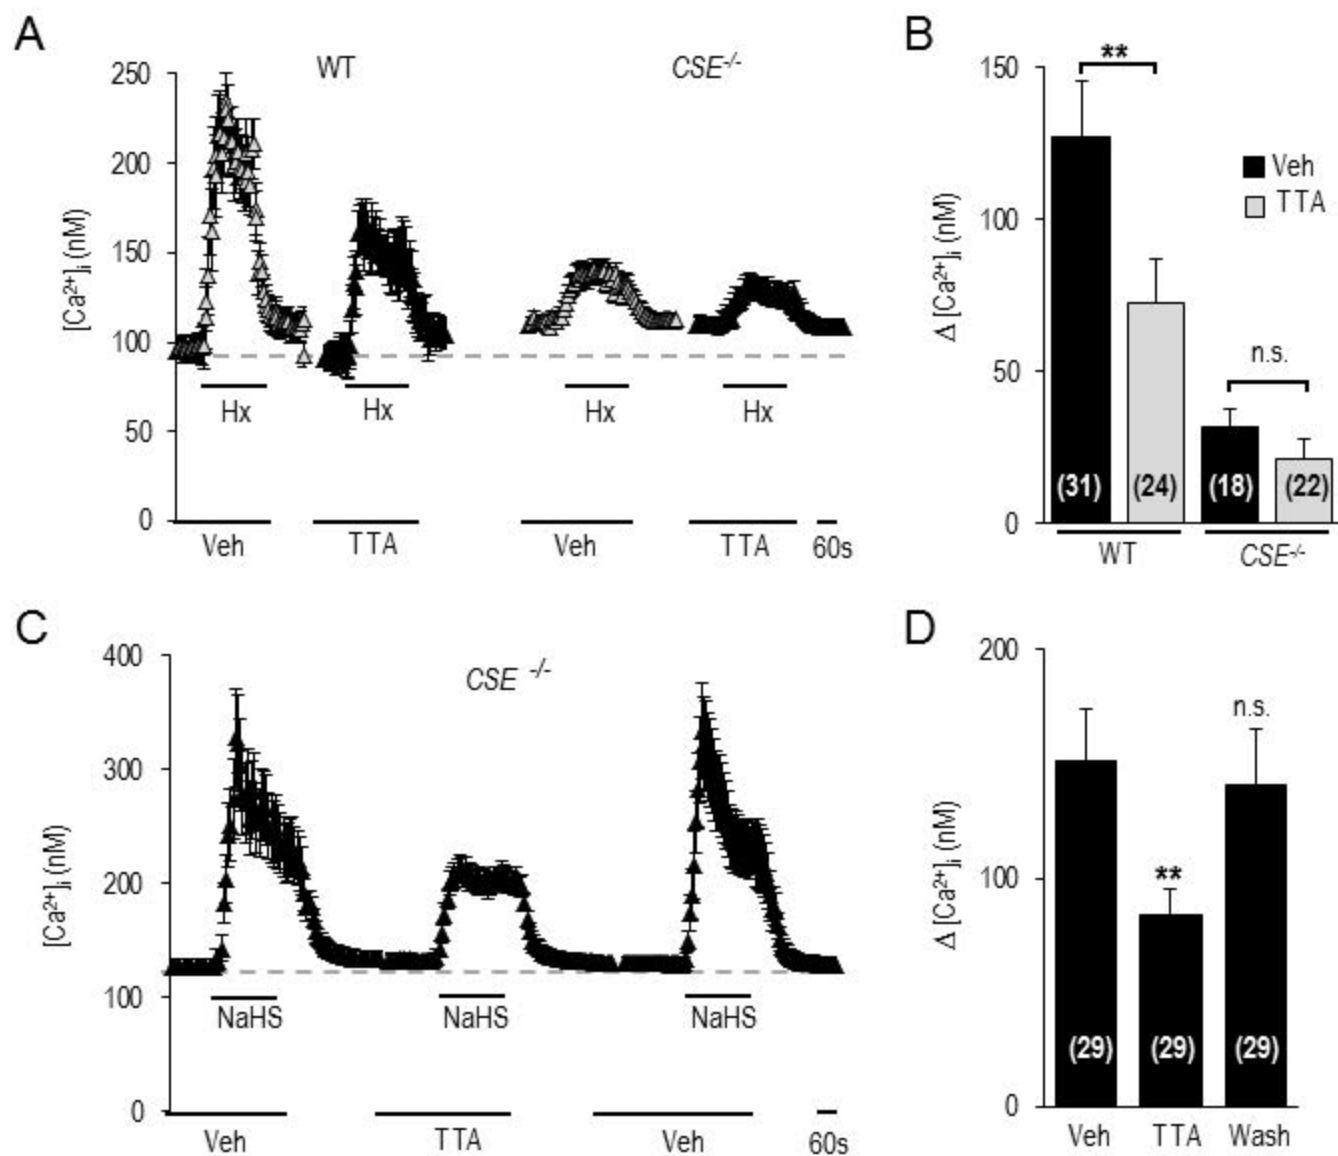 A
WT
CSE-/-
250
200
150
100
50
0
[Ca²⁺]i (nM)
Hx
Hx
Hx
Hx
Veh
TTA
Veh
TTA
60s
B
**
150
100
50
0
Δ [Ca²⁺]i (nM)
Veh
TTA
n.s.
(31)
(24)
(18)
(22)
WT
CSE-/-
C
CSE -/-
400
300
200
100
0
[Ca²⁺]i (nM)
NaHS
NaHS
NaHS
Veh
TTA
Veh
60s
D
200
100
0
Δ [Ca²⁺]i (nM)
n.s.
**
(29)
(29)
(29)
Veh
TTA
Wash